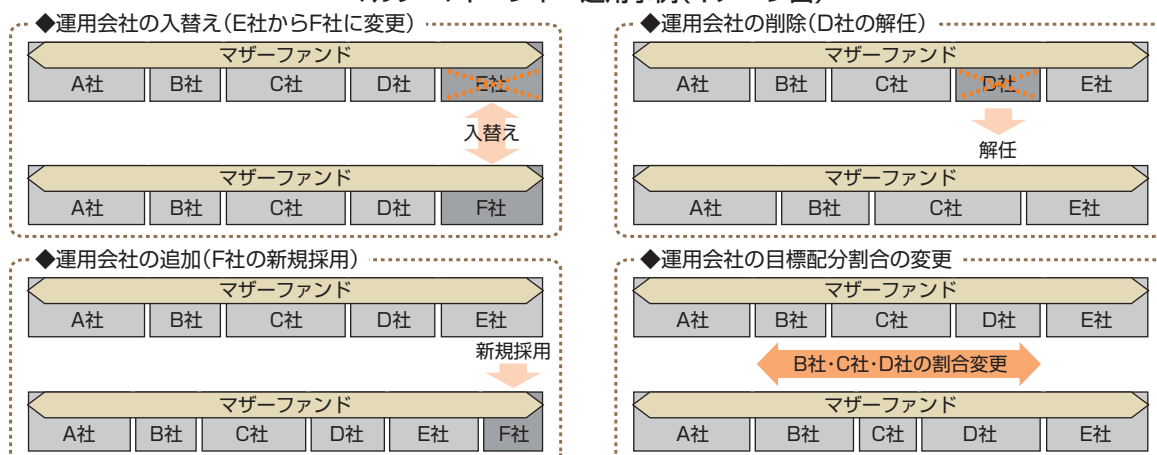 ◆運用会社の入替え(E社からF社に変更)
マザーファンド
A社 B社 C社 D社 E社
入替え
マザーファンド
A社 B社 C社 D社 F社
◆運用会社の削除(D社の解任)
マザーファンド
A社 B社 C社 D社 E社
解任
マザーファンド
A社 B社 C社 E社
◆運用会社の追加(F社の新規採用)
マザーファンド
A社 B社 C社 D社 E社
新規採用
マザーファンド
A社 B社 C社 D社 E社 F社
◆運用会社の目標配分割合の変更
マザーファンド
A社 B社 C社 D社 E社
B社・C社・D社の割合変更
マザーファンド
A社 B社 C社 D社 E社